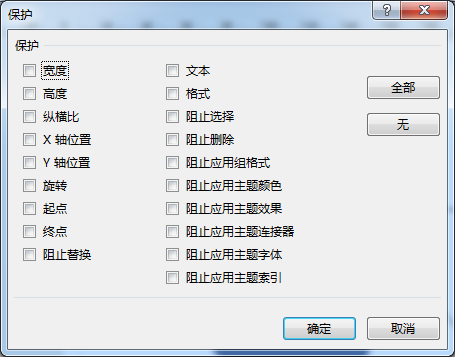 保护
保护
宽度
高度
纵横比
X 轴位置
Y 轴位置
旋转
起点
终点
阻止替换
文本
格式
阻止选择
阻止删除
阻止应用组格式
阻止应用主题颜色
阻止应用主题效果
阻止应用主题连接器
阻止应用主题字体
阻止应用主题索引
全部
无
确定
取消